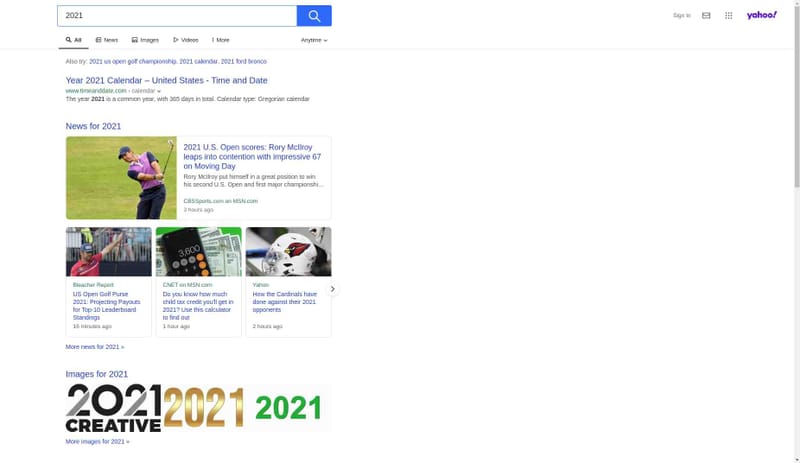 2021
Sign In
yahoo!
All
News
Images
Videos
More
Anytime
Also try: 2021 us open golf championship, 2021 calendar, 2021 ford bronco
Year 2021 Calendar – United States - Time and Date
www.timeanddate.com › calendar
The year 2021 is a common year, with 365 days in total. Calendar type: Gregorian calendar
News for 2021
2021 U.S. Open scores: Rory McIlroy
leaps into contention with impressive 67
on Moving Day
Rory McIlroy put himself in a great position to win
his second U.S. Open and first major championshi...
CBSSports.com on MSN.com
3 hours ago
3,600
Bleacher Report
US Open Golf Purse
2021: Projecting Payouts
for Top-10 Leaderboard
Standings
16 minutes ago
CNET on MSN.com
Do you know how much
child tax credit you'll get in
2021? Use this calculator
to find out
1 hour ago
Yahoo
How the Cardinals have
done against their 2021
opponents
2 hours ago
More news for 2021 »
Images for 2021
2021
CREATIVE
2021
2021
More images for 2021 »